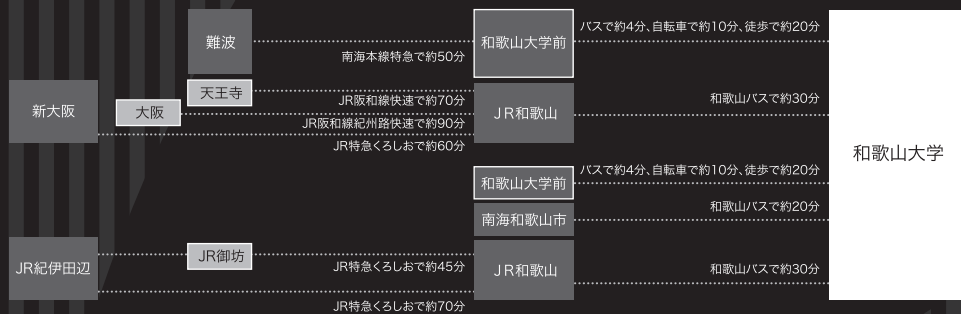 難波
和歌山大学前
バスで約4分、自転車で約10分、徒歩で約20分
南海本線特急で約50分
新大阪
大阪
天王寺
JR阪和線快速で約70分
JR阪和線紀州路快速で約90分
JR特急くろしおで約60分
JR和歌山
和歌山バスで約30分
和歌山大学
和歌山大学前
バスで約4分、自転車で約10分、徒歩で約20分
南海和歌山市
和歌山バスで約20分
JR紀伊田辺
JR御坊
JR特急くろしおで約45分
JR特急くろしおで約70分
JR和歌山
和歌山バスで約30分